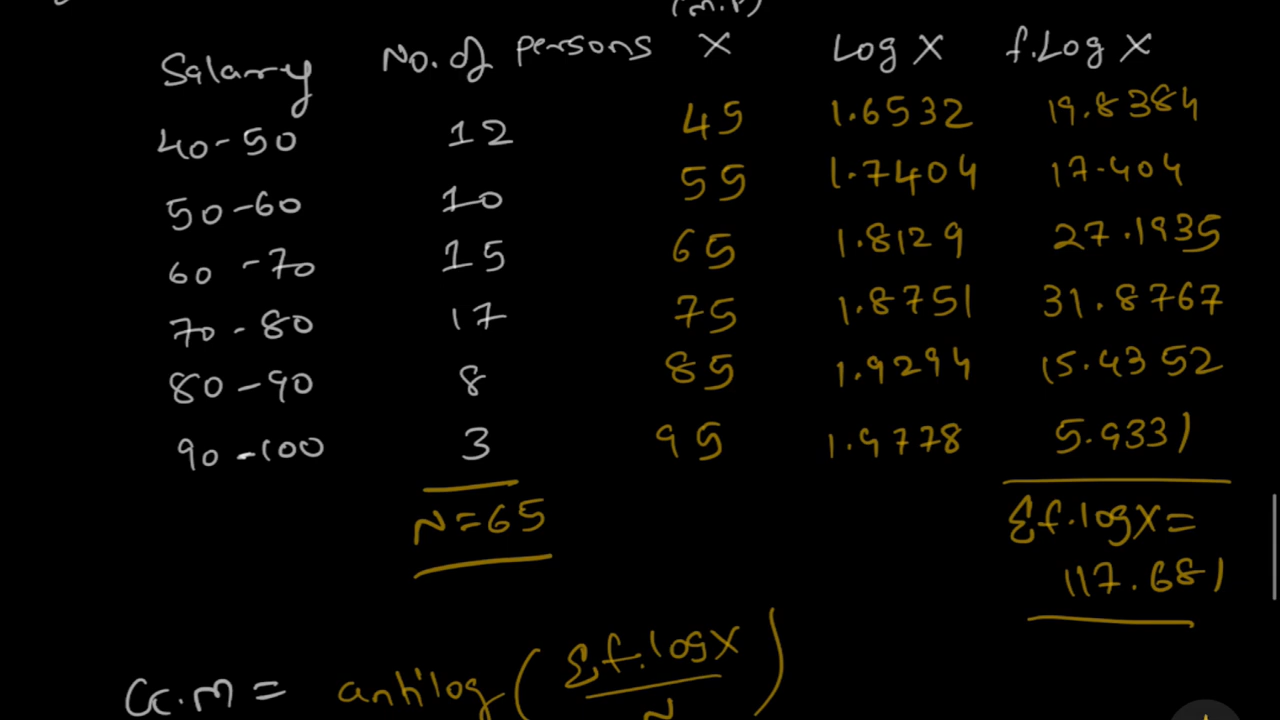 (M.P)
Salary No. of persons X Log X f.Log X
40-50 12 45 1.6532 19.8384
50-60 10 55 1.7404 17.404
60-70 15 65 1.8129 27.1935
70-80 17 75 1.8751 31.8767
80-90 8 85 1.9294 15.4352
90-100 3 95 1.9778 5.9331
N=65 Σf.logX=
117.681
G.M = antilog(Σf.logX
N)